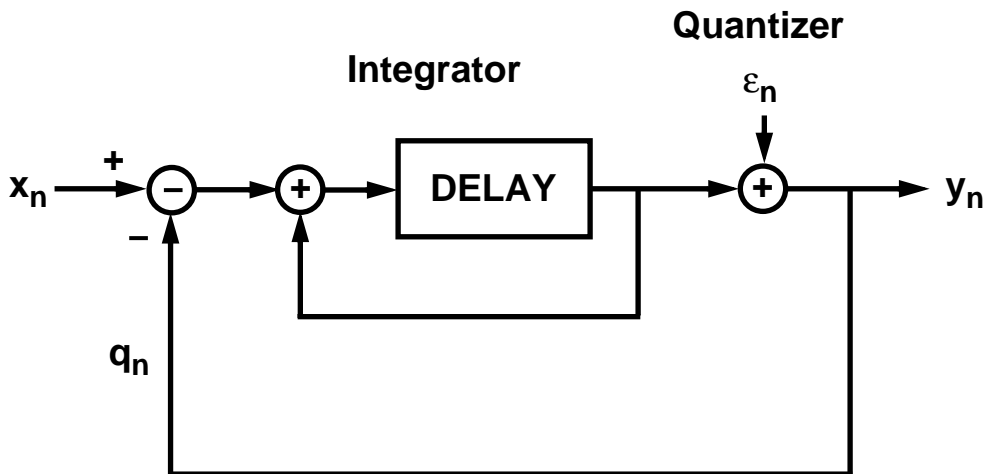 Quantizer
Integrator
εn
+
xn
−
+
DELAY
+
yn
−
qn